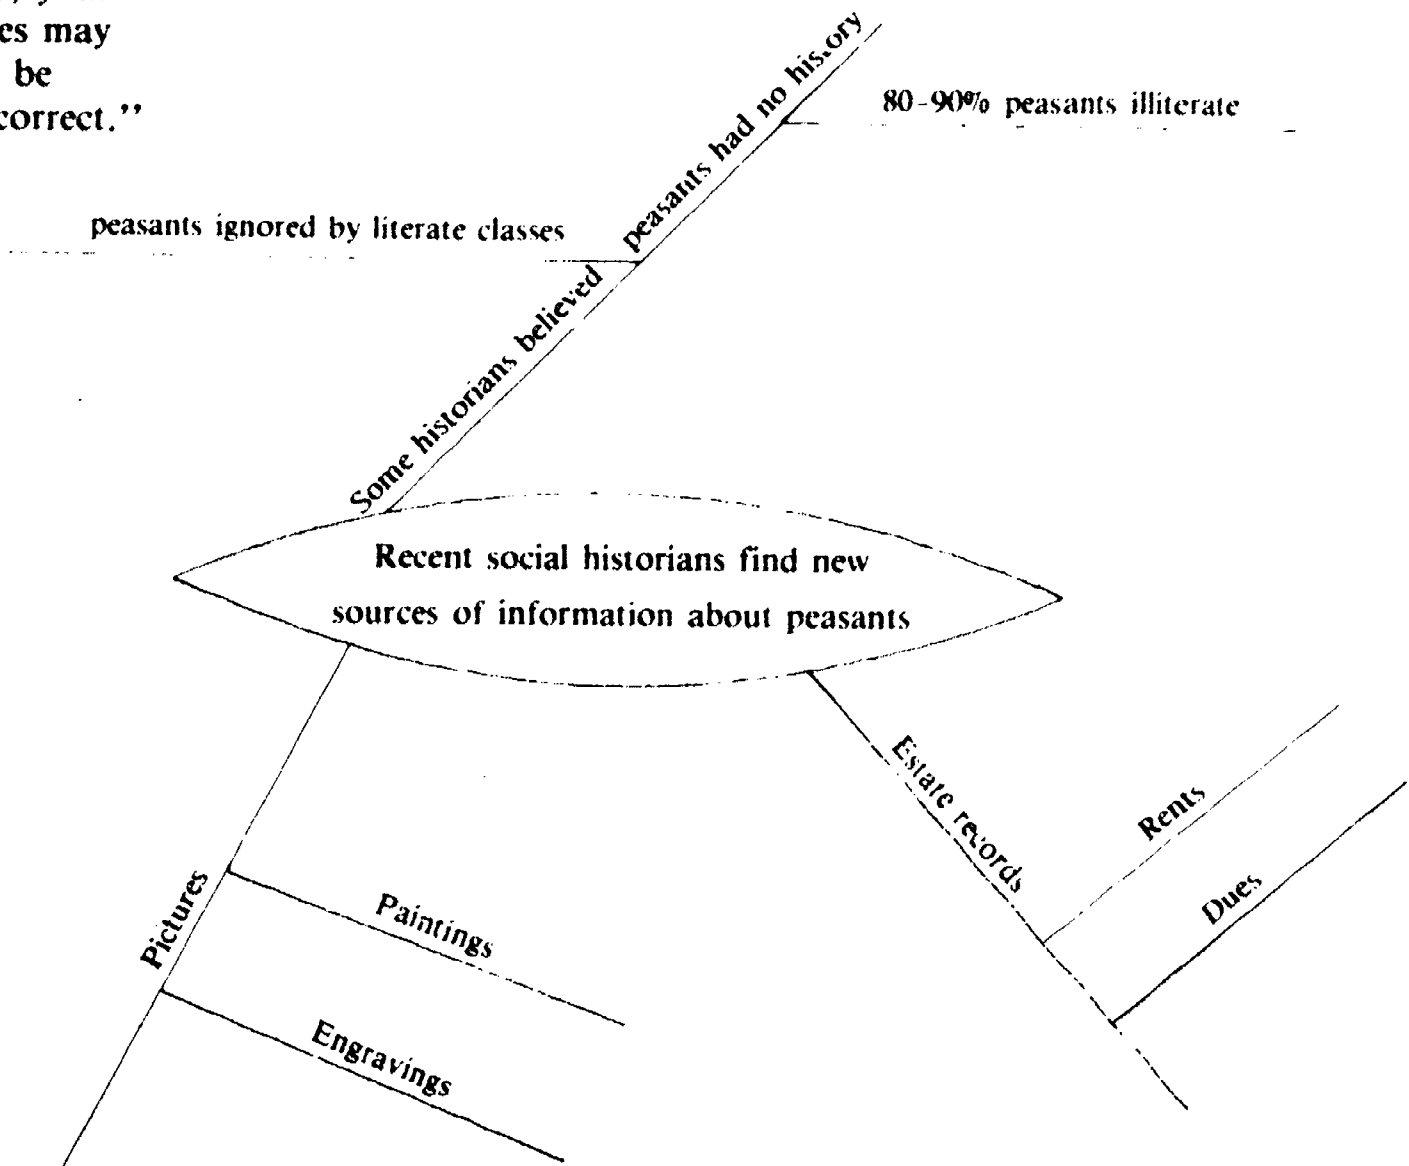 es may
be
correct."
Some historians believed peasants had no history
80-90% peasants illiterate
peasants ignored by literate classes
Recent social historians find new
sources of information about peasants
Pictures
Paintings
Engravings
Estate records
Rents
Dues